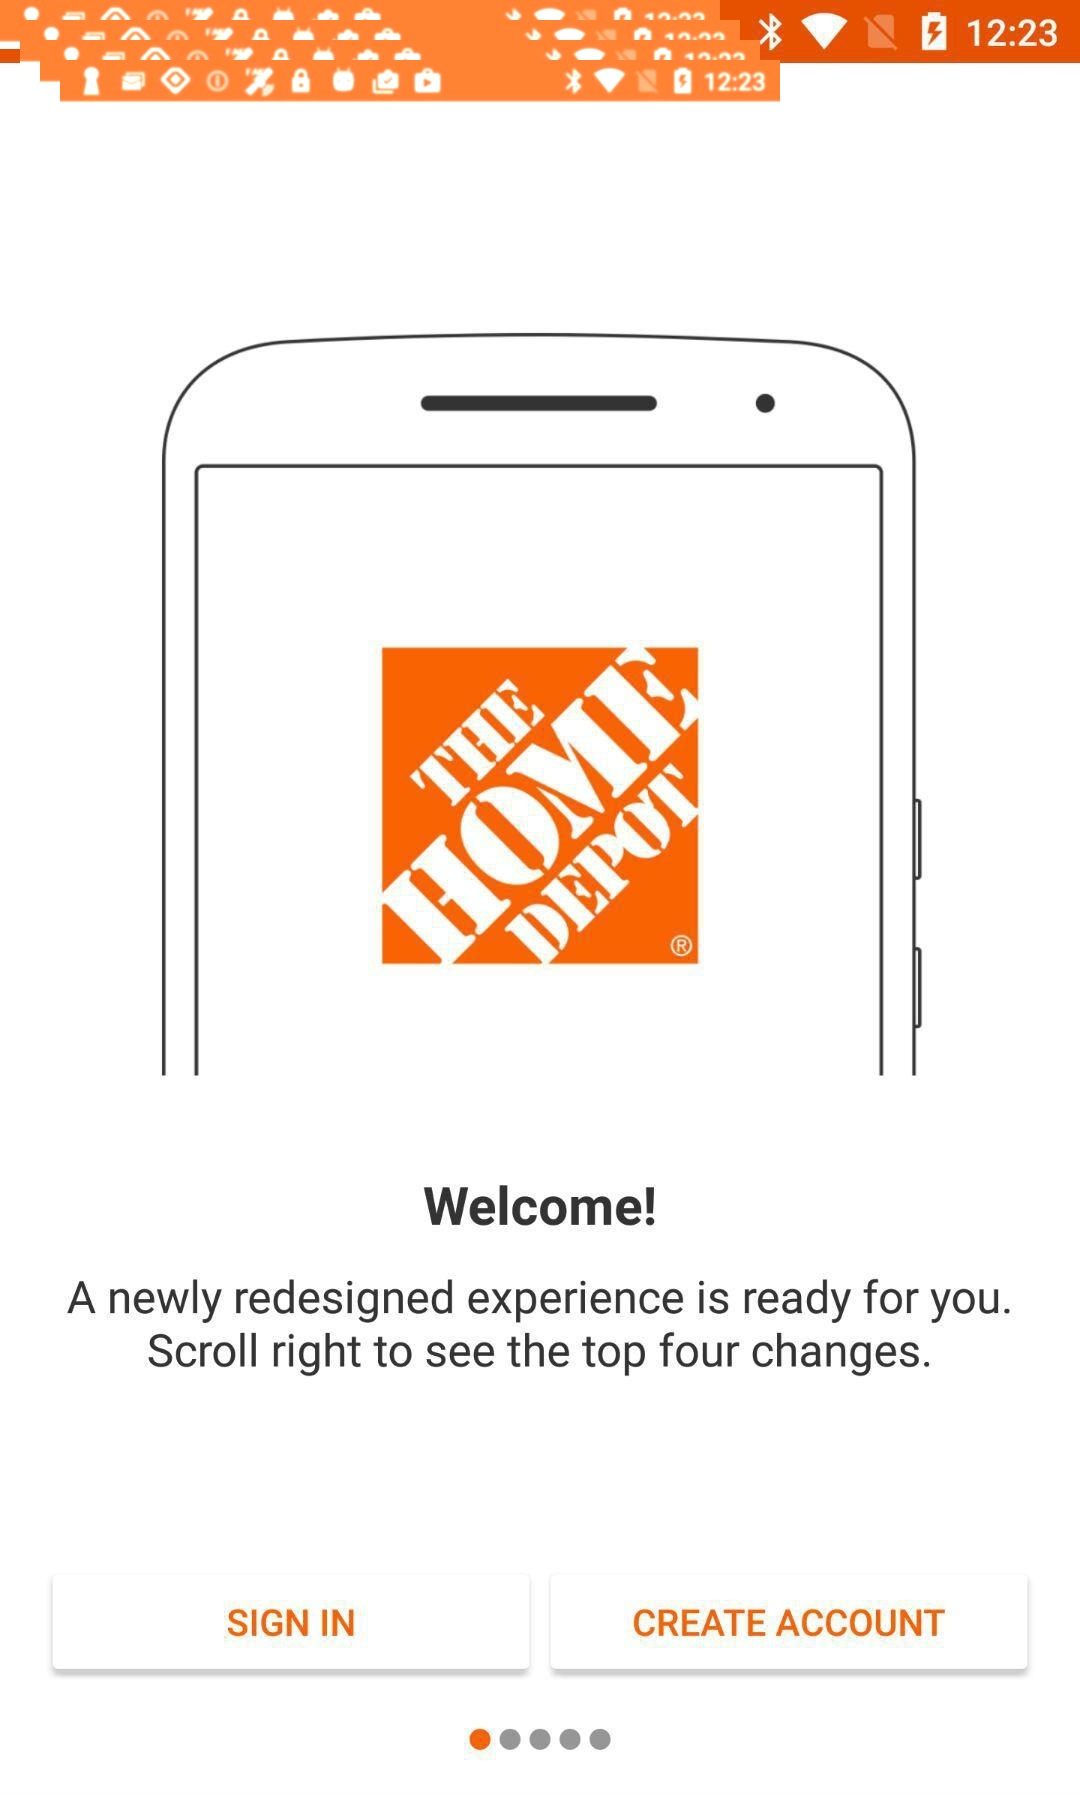 12:23
12:23
THE
HOME
DEPOT
®
Welcome!
A newly redesigned experience is ready for you.
Scroll right to see the top four changes.
SIGN IN
CREATE ACCOUNT